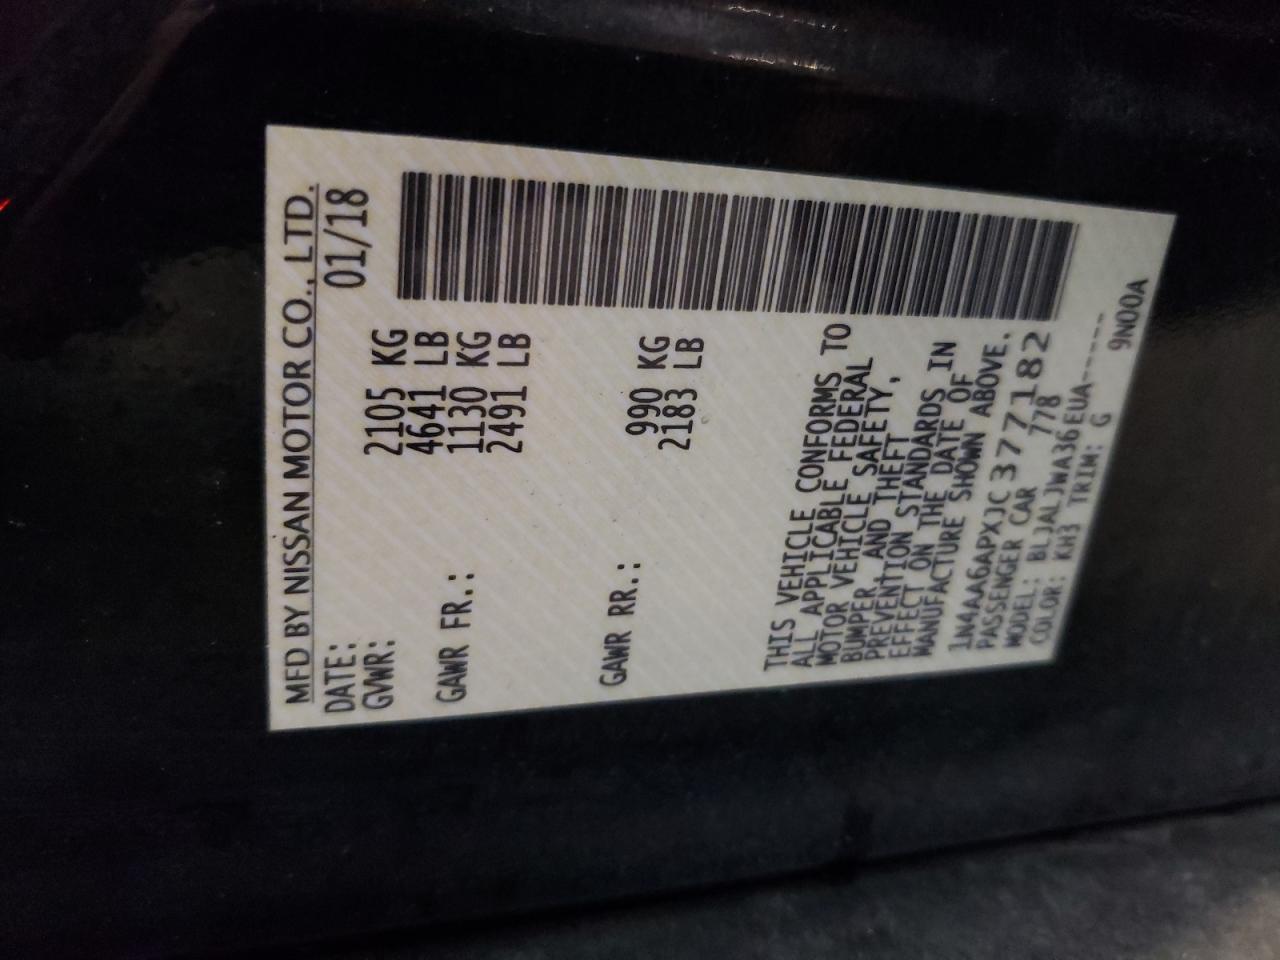 MFD BY NISSAN MOTOR CO., LTD.
DATE: 01/18
GVWR: 2105 KG
4641 LB
GAWR FR.: 1130 KG
2491 LB
GAWR RR.: 990 KG
2183 LB
THIS VEHICLE CONFORMS TO
ALL APPLICABLE FEDERAL
MOTOR VEHICLE SAFETY,
BUMPER, AND THEFT
PREVENTION STANDARDS IN
EFFECT ON THE DATE OF
MANUFACTURE SHOWN ABOVE.
1N4AA6APXJC377182
PASSENGER CAR 778
MODEL: BLJALJWA36EUA-----
COLOR: KH3 TRIM: G 9N00A